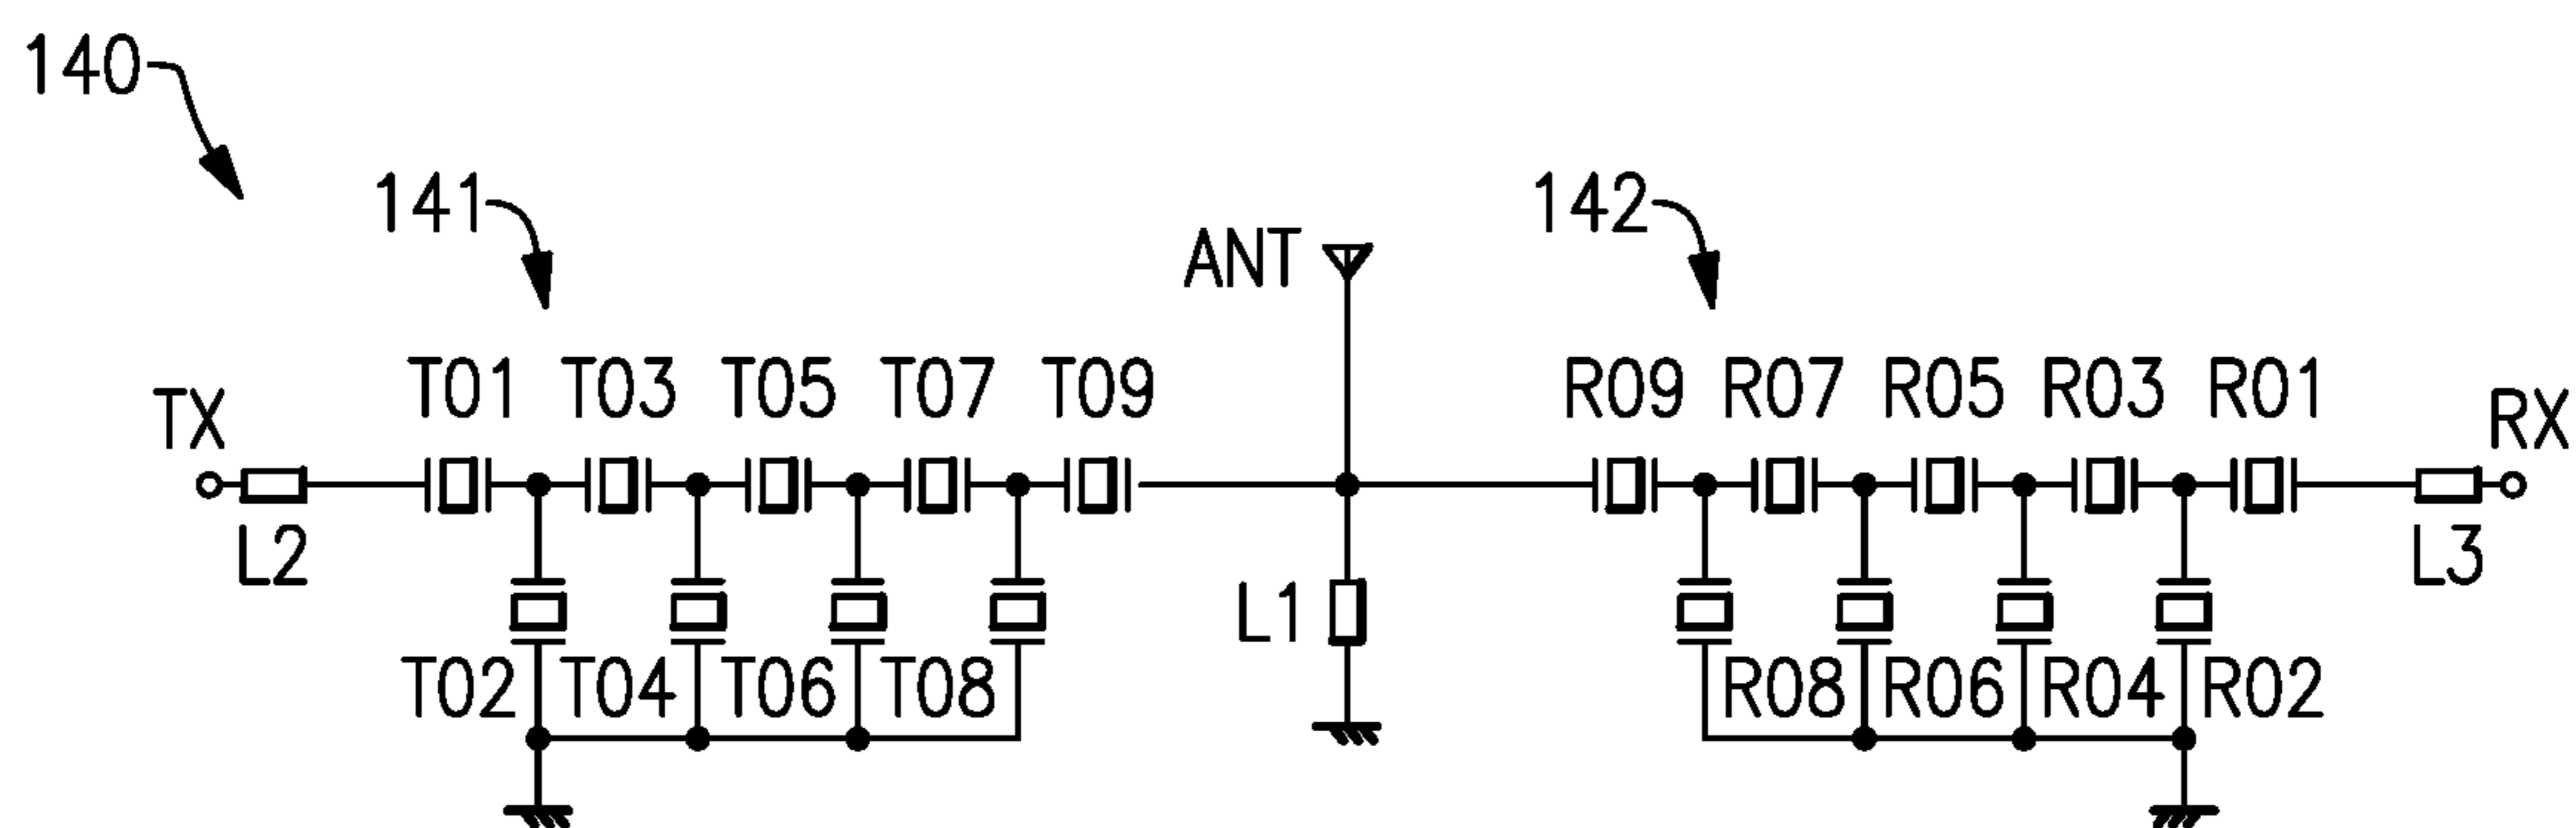 140
141
142
ANT
T01 T03 T05 T07 T09
R09 R07 R05 R03 R01
TX
RX
L2
L1
L3
T02 T04 T06 T08
R08 R06 R04 R02